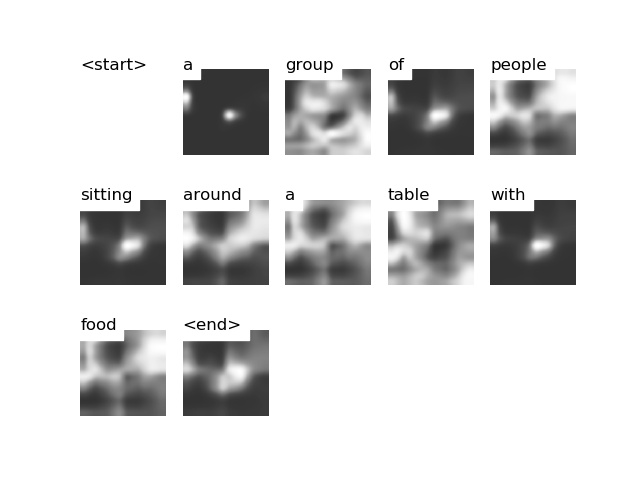 <start> a group of people
sitting around a table with
food <end>